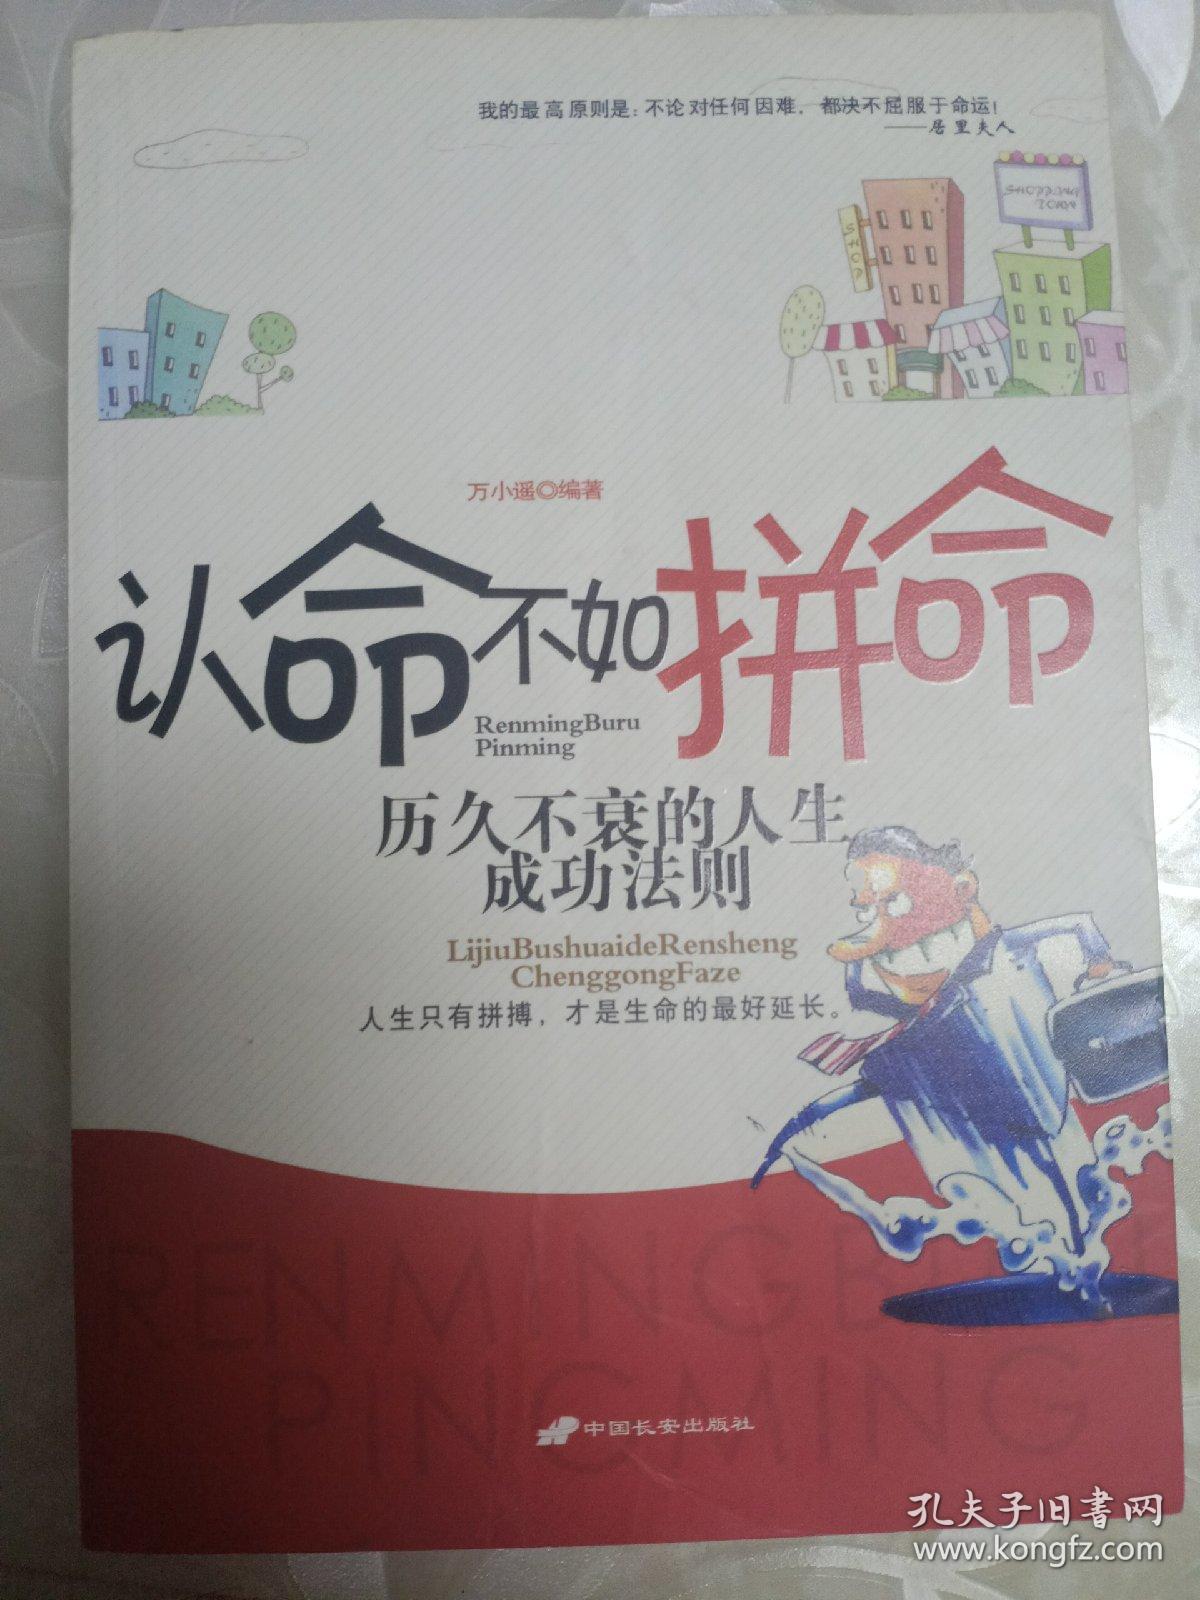 我的最高原则是：不论对任何困难，都决不屈服于命运！
——居里夫人
SHOP
万小遥◎编著
认命不如拼命
RenmingBuru
Pinming
历久不衰的人生
成功法则
LijiuBushuaideRensheng
ChenggongFaze
人生只有拼搏，才是生命的最好延长。
RENMINGBU
PINGMING
中国长安出版社
孔夫子旧书网
www.kongfz.com